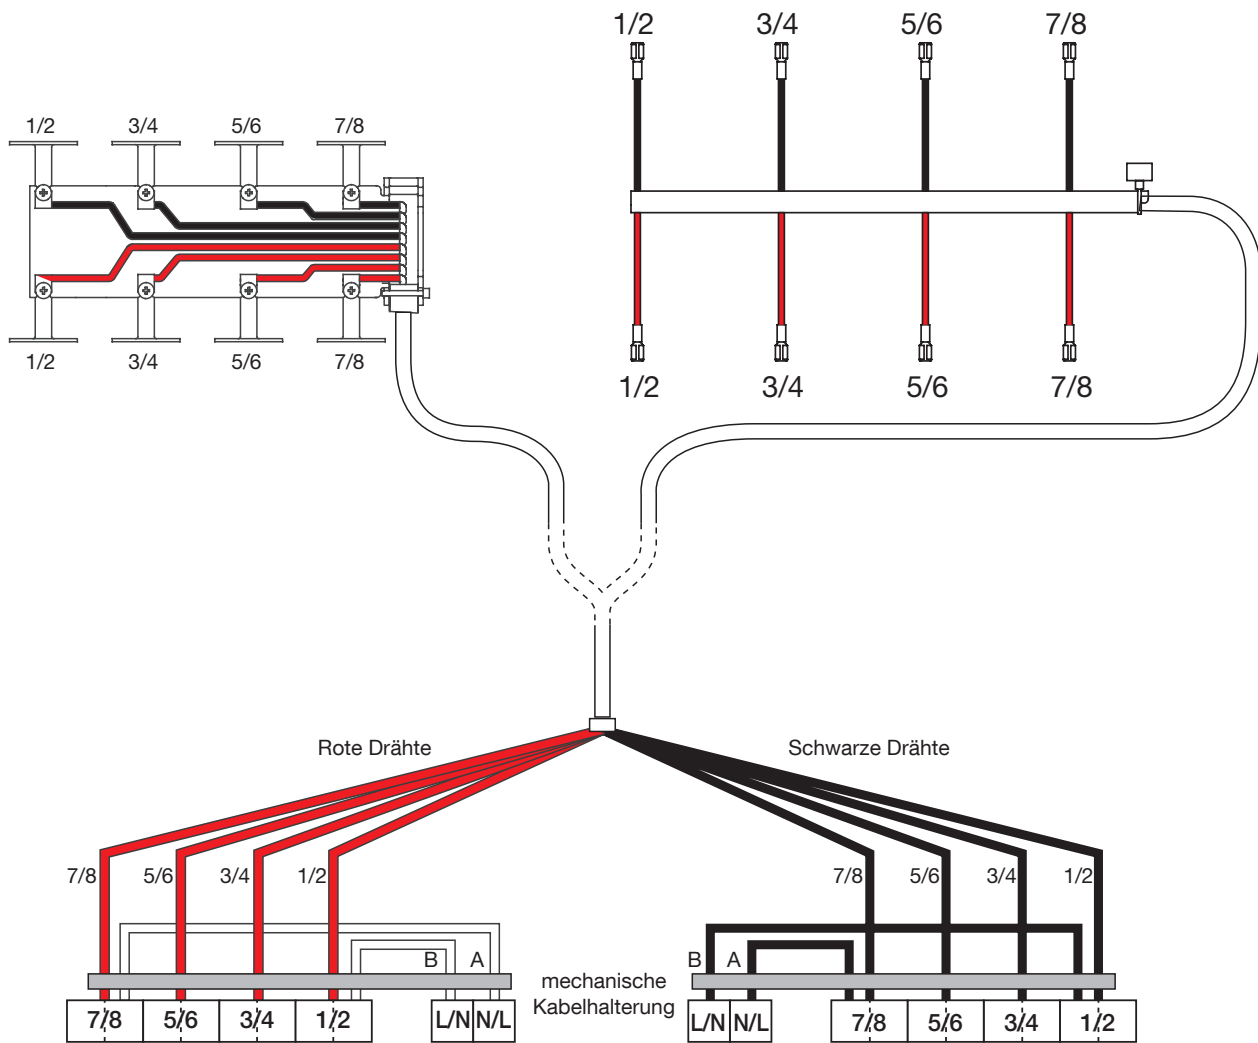 1/2 3/4 5/6 7/8
1/2 3/4 5/6 7/8
1/2 3/4 5/6 7/8
1/2 3/4 5/6 7/8
Rote Drähte
Schwarze Drähte
7/8 5/6 3/4 1/2
7/8 5/6 3/4 1/2
B A
B A
mechanische
Kabelhalterung
7/8 5/6 3/4 1/2 L/N N/L
L/N N/L 7/8 5/6 3/4 1/2